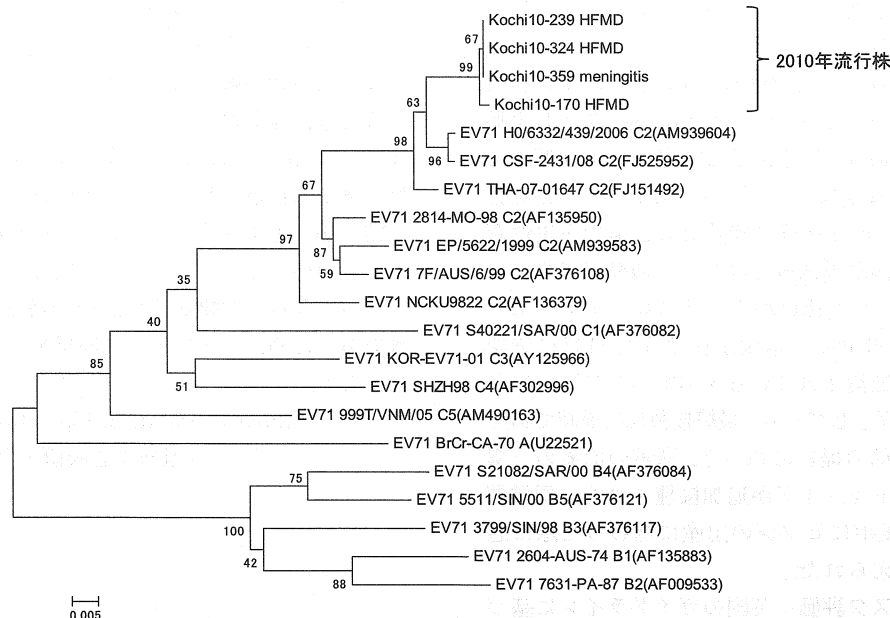 Kochi10-239 HFMD
67
Kochi10-324 HFMD
2010年流行株
99
Kochi10-359 meningitis
Kochi10-170 HFMD
63
EV71 H0/6332/439/2006 C2(AM939604)
98
96
EV71 CSF-2431/08 C2(FJ525952)
67
EV71 THA-07-01647 C2(FJ151492)
EV71 2814-MO-98 C2(AF135950)
97
87
EV71 EP/5622/1999 C2(AM939583)
59
EV71 7F/AUS/6/99 C2(AF376108)
35
EV71 NCKU9822 C2(AF136379)
40
EV71 S40221/SAR/00 C1(AF376082)
85
EV71 KOR-EV71-01 C3(AY125966)
51
EV71 SHZH98 C4(AF302996)
EV71 999T/VNM/05 C5(AM490163)
EV71 BrCr-CA-70 A(U22521)
75
EV71 S21082/SAR/00 B4(AF376084)
EV71 5511/SIN/00 B5(AF376121)
100
EV71 3799/SIN/98 B3(AF376117)
42
EV71 2604-AUS-74 B1(AF135883)
88
EV71 7631-PA-87 B2(AF009533)
0.005